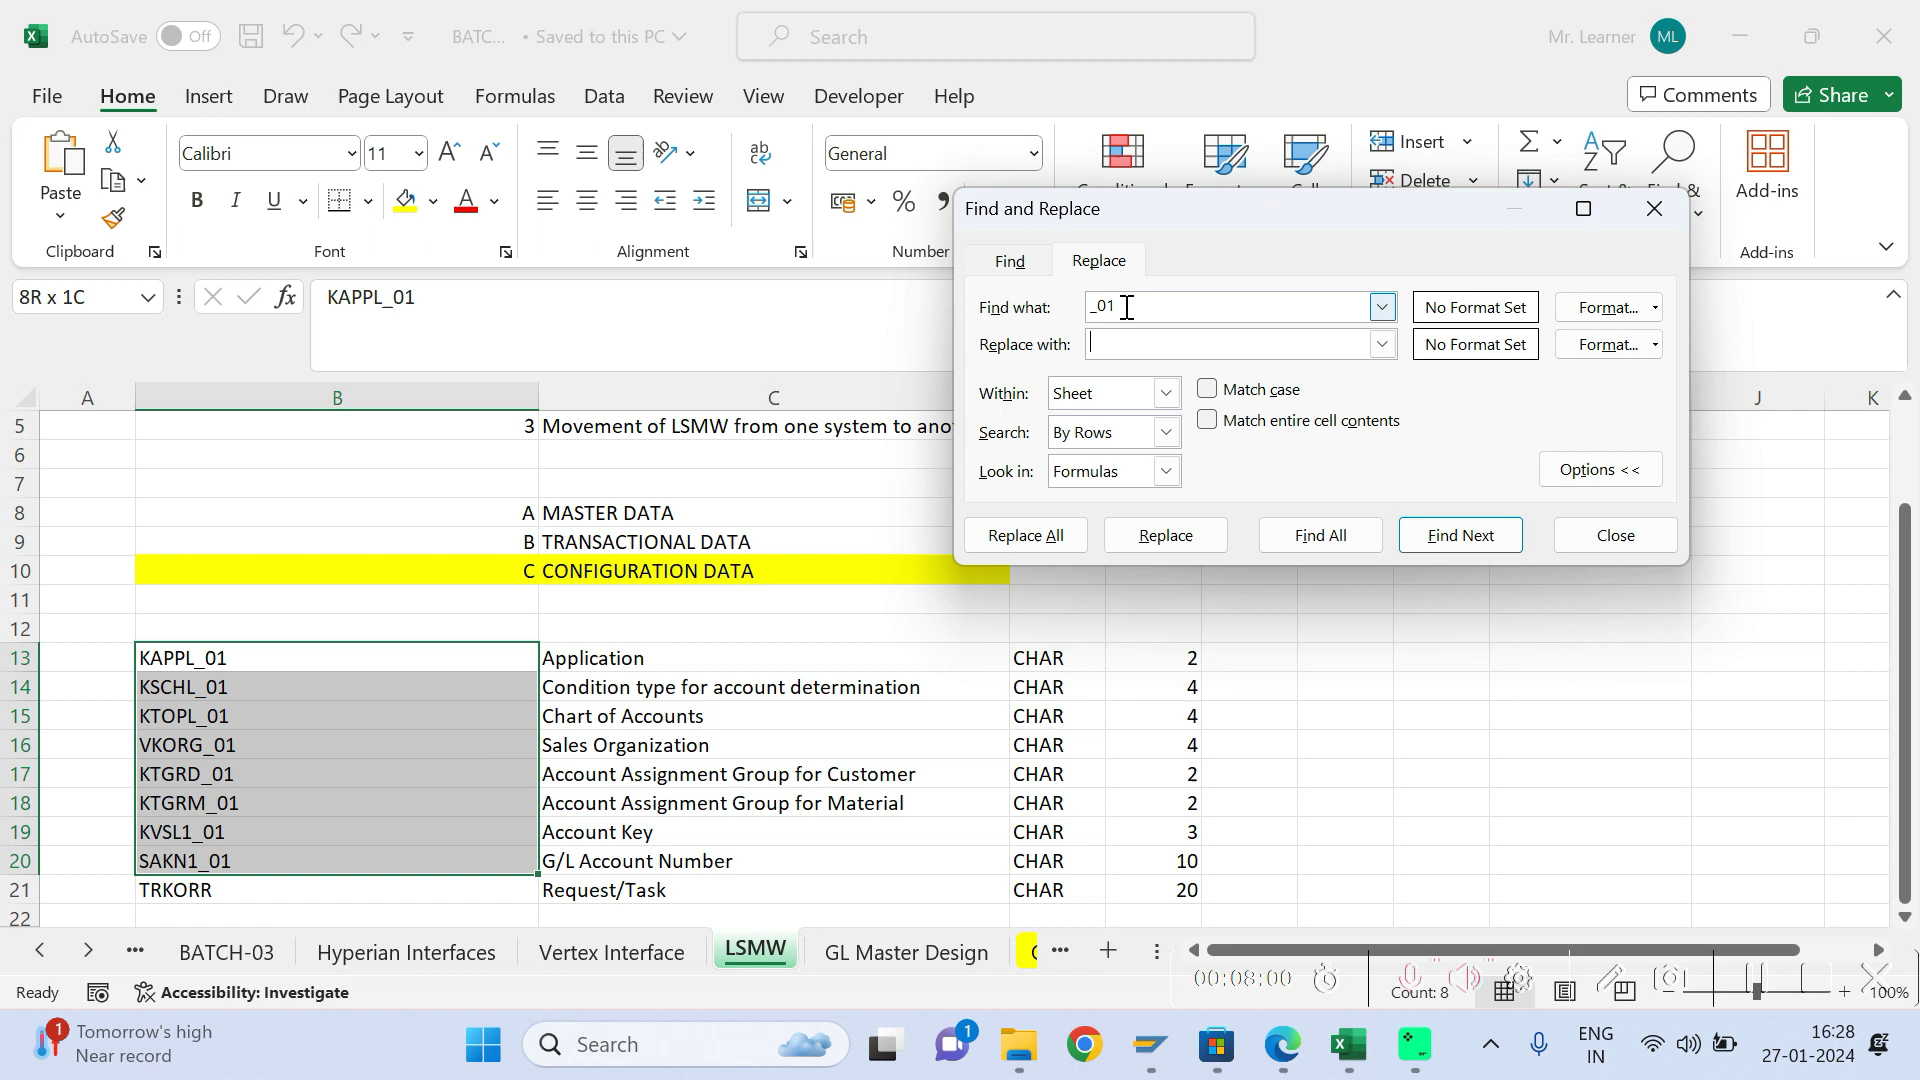 AutoSave Off BATC... • Saved to this PC Search Mr. Learner ML
File Home Insert Draw Page Layout Formulas Data Review View Developer Help Comments Share
Paste Calibri 11 General Insert Add-ins
B I U Delete
Clipboard Font Alignment Number Add-ins
8R x 1C fx KAPPL_01
Find and Replace
Find Replace
Find what: _01 No Format Set Format...
Replace with: No Format Set Format...
Within: Sheet Match case
Search: By Rows Match entire cell contents
Look in: Formulas Options <<
Replace All Replace Find All Find Next Close
A B C J K
5 3 Movement of LSMW from one system to ano
6
7
8 A MASTER DATA
9 B TRANSACTIONAL DATA
10 C CONFIGURATION DATA
11
12
13 KAPPL_01 Application CHAR 2
14 KSCHL_01 Condition type for account determination CHAR 4
15 KTOPL_01 Chart of Accounts CHAR 4
16 VKORG_01 Sales Organization CHAR 4
17 KTGRD_01 Account Assignment Group for Customer CHAR 2
18 KTGRM_01 Account Assignment Group for Material CHAR 2
19 KVSL1_01 Account Key CHAR 3
20 SAKN1_01 G/L Account Number CHAR 10
21 TRKORR Request/Task CHAR 20
22
BATCH-03 Hyperian Interfaces Vertex Interface LSMW GL Master Design
00:08:00
Ready Accessibility: Investigate Count: 8 100%
1 Tomorrow's high
Near record
Search 1 ENG
IN
16:28
27-01-2024